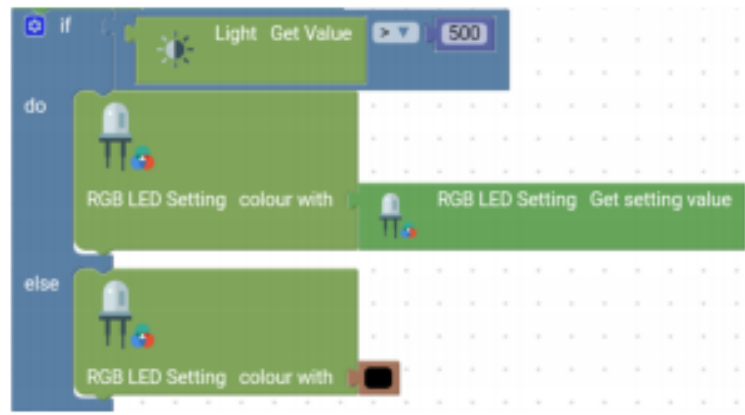 if Light Get Value > ▼ 500
do
RGB LED Setting colour with RGB LED Setting Get setting value
else
RGB LED Setting colour with